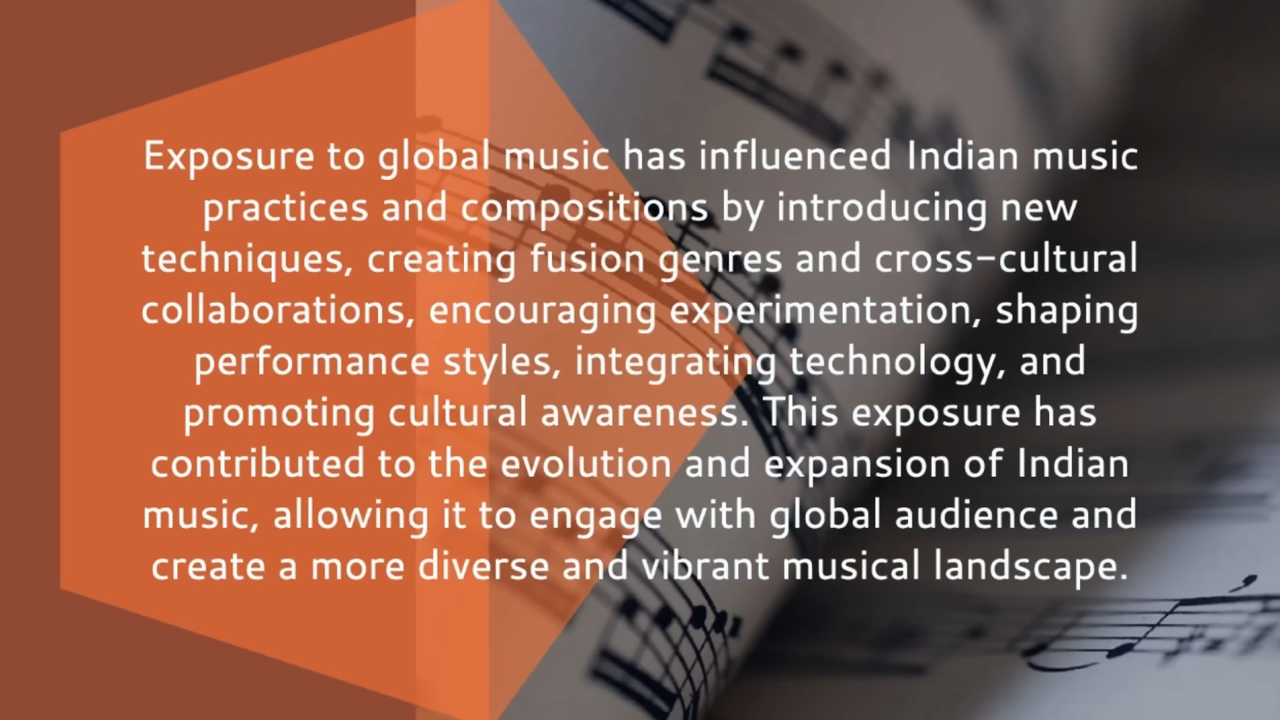 Exposure to global music has influenced Indian music
practices and compositions by introducing new
techniques, creating fusion genres and cross-cultural
collaborations, encouraging experimentation, shaping
performance styles, integrating technology, and
promoting cultural awareness. This exposure has
contributed to the evolution and expansion of Indian
music, allowing it to engage with global audience and
create a more diverse and vibrant musical landscape.